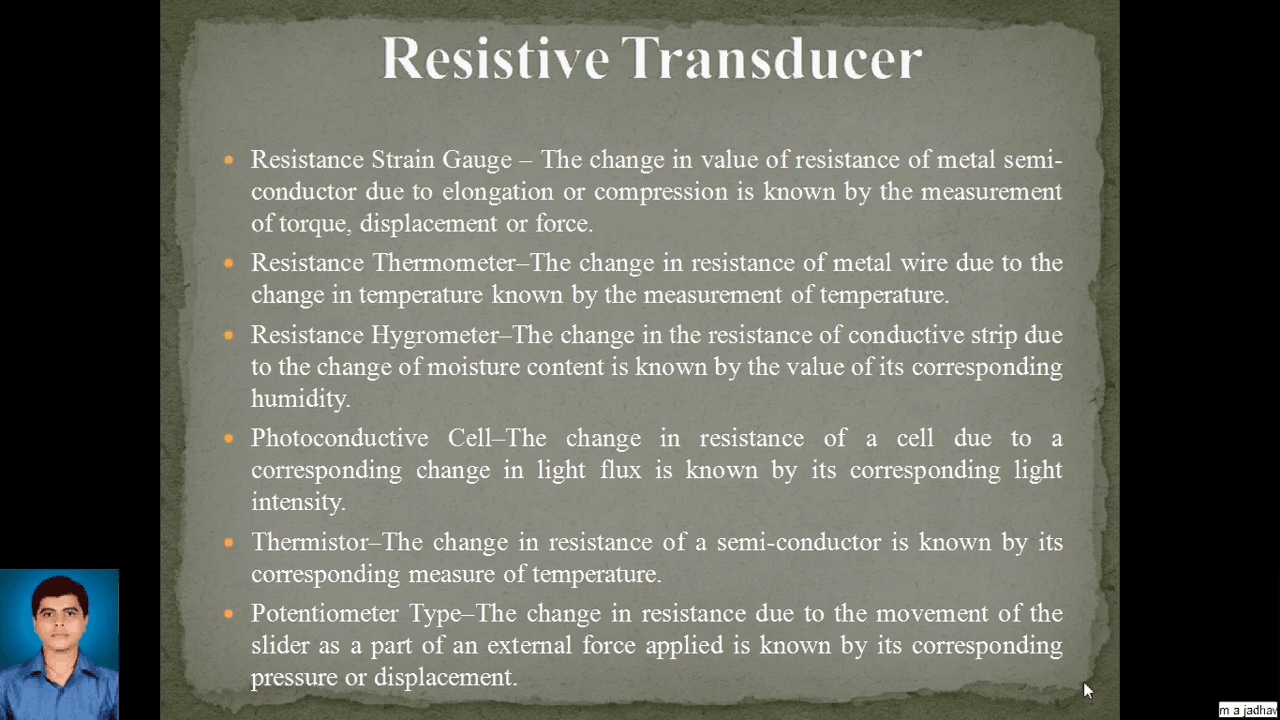 Resistive Transducer
• Resistance Strain Gauge – The change in value of resistance of metal semi-
conductor due to elongation or compression is known by the measurement
of torque, displacement or force.
• Resistance Thermometer–The change in resistance of metal wire due to the
change in temperature known by the measurement of temperature.
• Resistance Hygrometer–The change in the resistance of conductive strip due
to the change of moisture content is known by the value of its corresponding
humidity.
• Photoconductive Cell–The change in resistance of a cell due to a
corresponding change in light flux is known by its corresponding light
intensity.
• Thermistor–The change in resistance of a semi-conductor is known by its
corresponding measure of temperature.
• Potentiometer Type–The change in resistance due to the movement of the
slider as a part of an external force applied is known by its corresponding
pressure or displacement.
m a jadhav